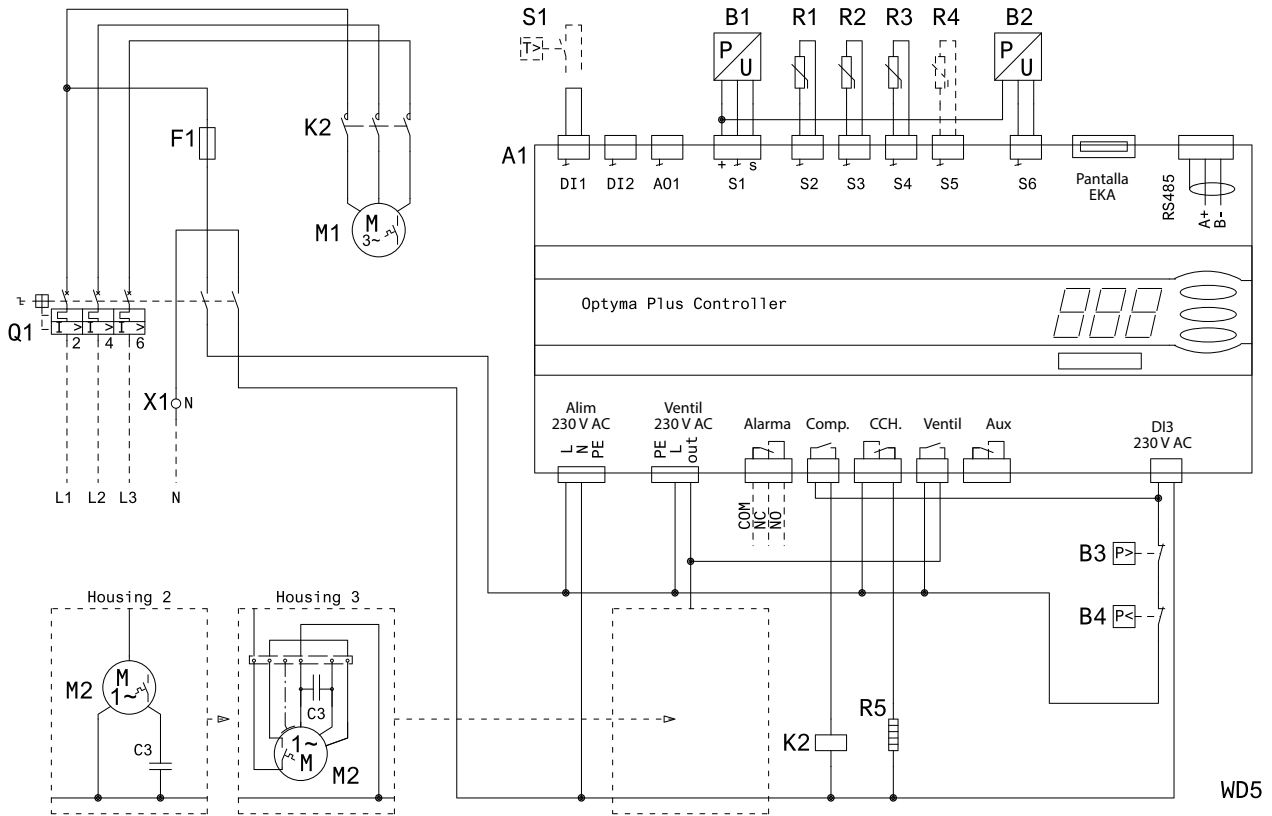 S1 B1 R1 R2 R3 R4 B2
T> P U P U
F1 K2
A1
+ s
DI1 DI2 AO1 S1 S2 S3 S4 S5 S6 Pantalla EKA RS485 A+ B-
M1 M 3~
Optyma Plus Controller
Q1 I > 2 I > 4 I > 6
X1 N
Alim 230 V AC Ventil 230 V AC Alarma Comp. CCH. Ventil Aux DI3 230 V AC
L N PE PE L out
L1 L2 L3 N
COM NC NO
B3 P>
B4 P<
Housing 2 Housing 3
M2 M 1~
C3
C3
1~ M M2
K2 R5
WD5